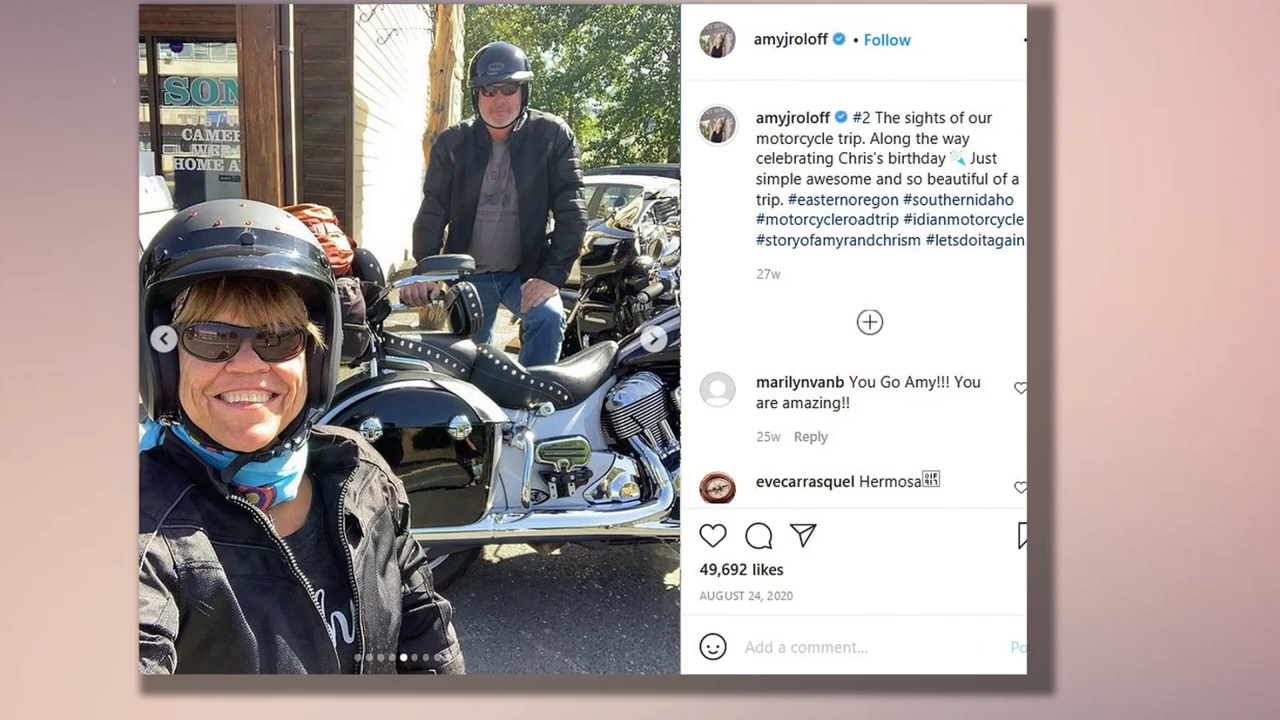 SON
CAMER
HOME A
amyjroloff • Follow
amyjroloff #2 The sights of our
motorcycle trip. Along the way
celebrating Chris's birthday Just
simple awesome and so beautiful of a
trip. #easternoregon #southernidaho
#motorcycleroadtrip #idianmotorcycle
#storyofamyrandchrism #letsdoitagain
27w
marilynvanb You Go Amy!!! You
are amazing!!
25w Reply
evecarrasquel Hermosa
49,692 likes
AUGUST 24, 2020
Add a comment...
Po